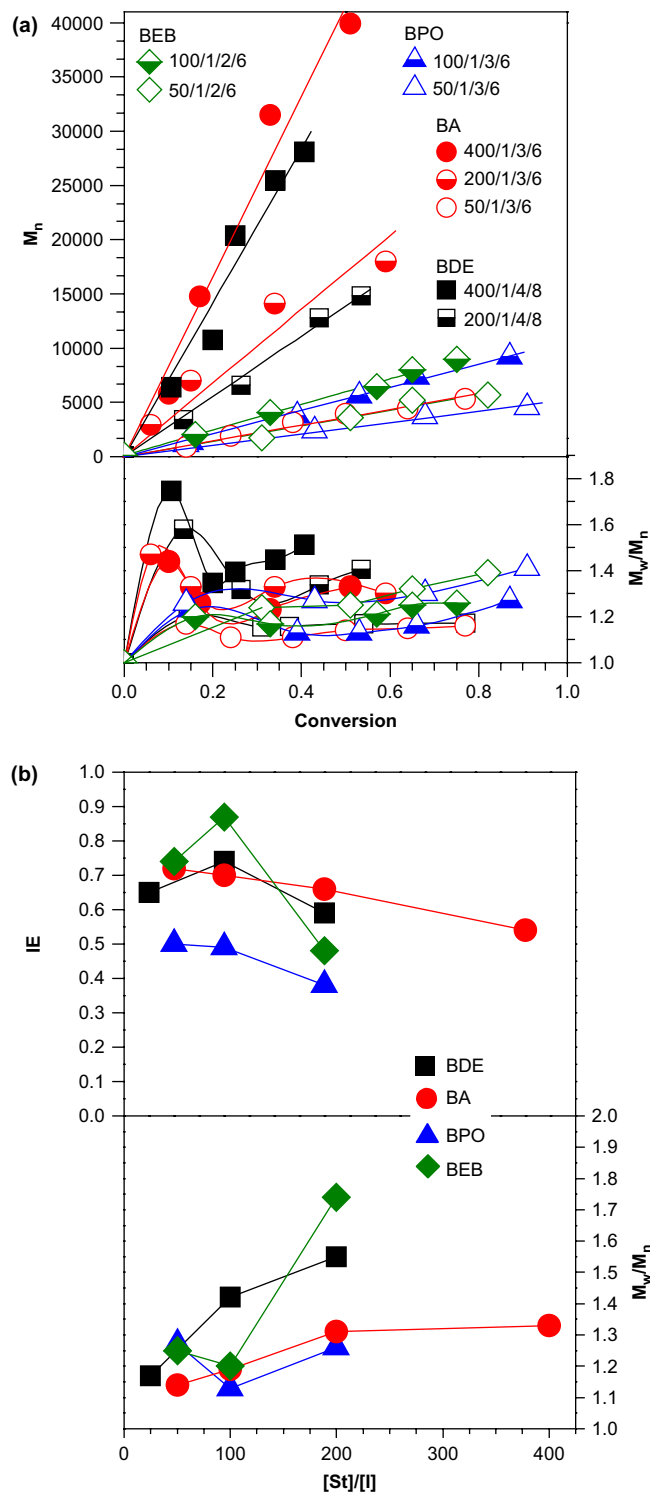 (a)
BEB
100/1/2/6
50/1/2/6
BPO
100/1/3/6
50/1/3/6
BA
400/1/3/6
200/1/3/6
50/1/3/6
BDE
400/1/4/8
200/1/4/8
40000
35000
30000
25000
20000
15000
10000
5000
0
Mn
1.8
1.6
1.4
1.2
1.0
Mw/Mn
0.0 0.2 0.4 0.6 0.8 1.0
Conversion
(b)
1.0
0.9
0.8
0.7
0.6
0.5
0.4
0.3
0.2
0.1
0.0
IE
BDE
BA
BPO
BEB
2.0
1.9
1.8
1.7
1.6
1.5
1.4
1.3
1.2
1.1
1.0
Mw/Mn
0 100 200 300 400
[St]/[I]